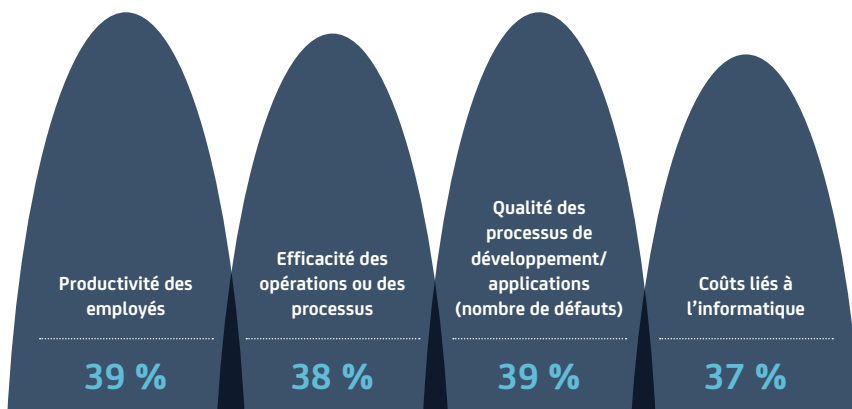 Productivité des
employés
39 %
Efficacité des
opérations ou des
processus
38 %
Qualité des
processus de
développement/
applications
(nombre de défauts)
39 %
Coûts liés à
l’informatique
37 %